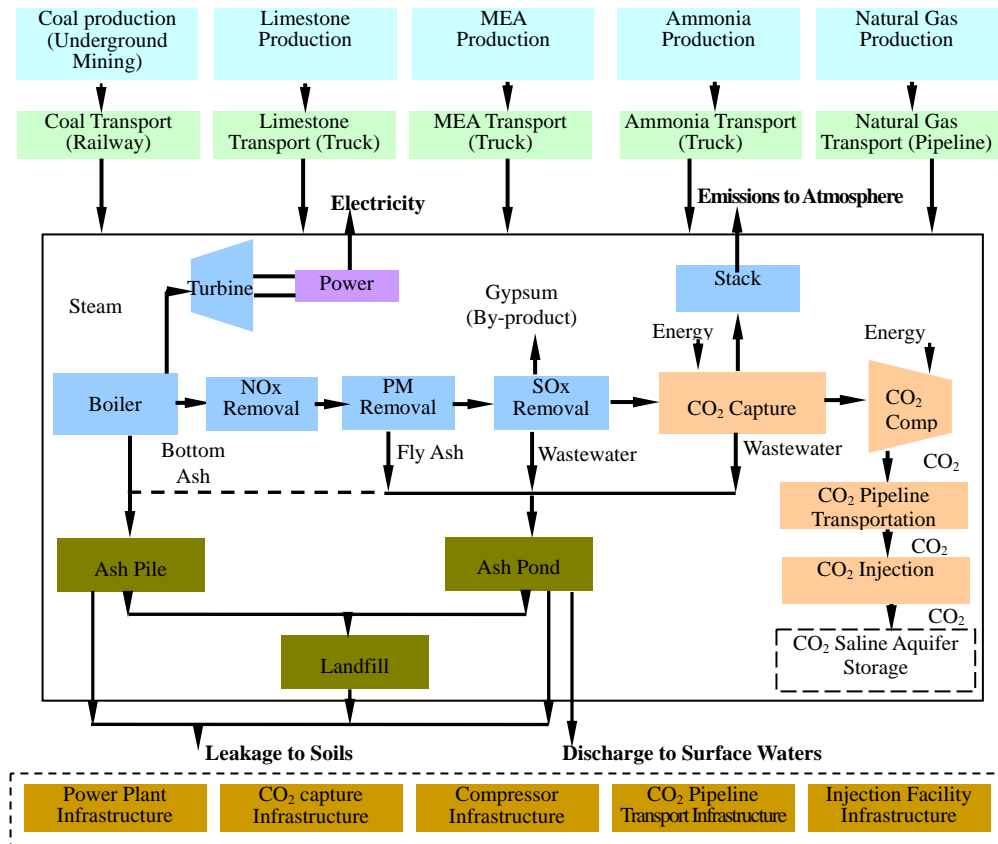 Coal production
(Underground
Mining)
Limestone
Production
MEA
Production
Ammonia
Production
Natural Gas
Production
Coal Transport
(Railway)
Limestone
Transport (Truck)
MEA Transport
(Truck)
Ammonia Transport
(Truck)
Natural Gas
Transport (Pipeline)
Electricity
Emissions to Atmosphere
Steam
Turbine
Power
Gypsum
(By-product)
Stack
Energy
Energy
Boiler
NOx
Removal
PM
Removal
SOx
Removal
CO₂ Capture
CO₂
Comp
Bottom
Ash
Fly Ash
Wastewater
Wastewater
CO₂
CO₂ Pipeline
Transportation
CO₂
Ash Pile
Ash Pond
CO₂ Injection
CO₂
Landfill
CO₂ Saline Aquifer
Storage
Leakage to Soils
Discharge to Surface Waters
Power Plant
Infrastructure
CO₂ capture
Infrastructure
Compressor
Infrastructure
CO₂ Pipeline
Transport Infrastructure
Injection Facility
Infrastructure